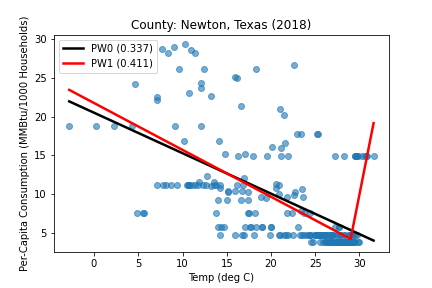 County: Newton, Texas (2018)
PW0 (0.337)
PW1 (0.411)
Per-Capita Consumption (MMBtu/1000 Households)
30
25
20
15
10
5
0 5 10 15 20 25 30
Temp (deg C)